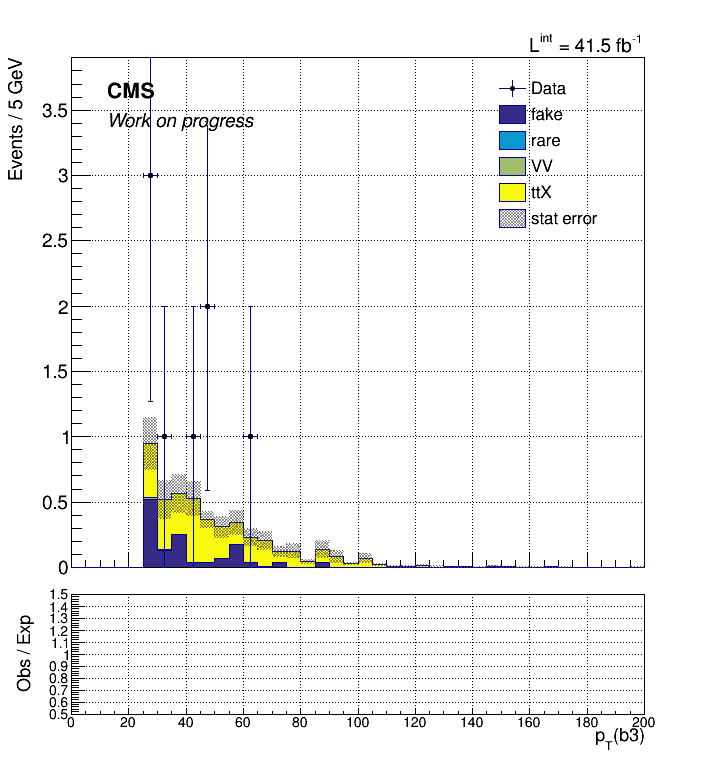 L^int = 41.5 fb^-1
Events / 5 GeV
CMS
Work on progress
Data
fake
rare
VV
ttX
stat error
3.5
3
2.5
2
1.5
1
0.5
0
Obs / Exp
1.5
1.4
1.3
1.2
1.1
1
0.9
0.8
0.7
0.6
0.5
0 20 40 60 80 100 120 140 160 180 200
p_T(b3)